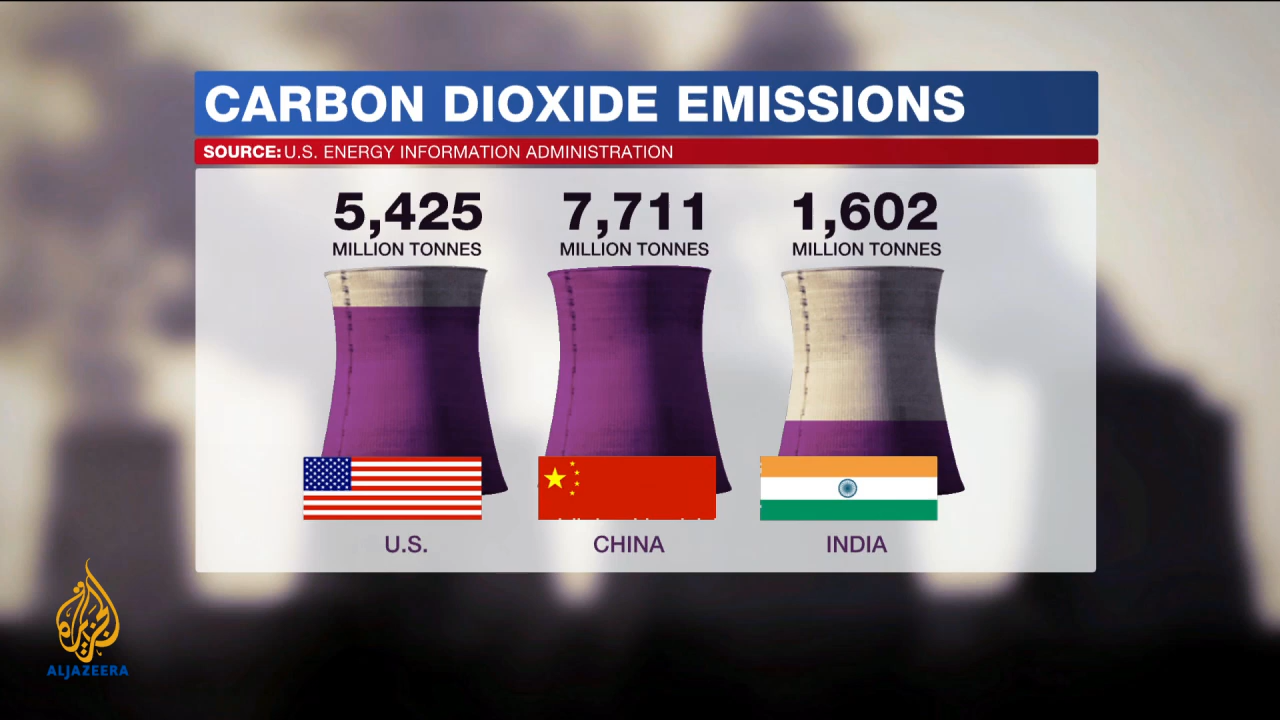 CARBON DIOXIDE EMISSIONS
SOURCE: U.S. ENERGY INFORMATION ADMINISTRATION
5,425
MILLION TONNES
7,711
MILLION TONNES
1,602
MILLION TONNES
U.S.
CHINA
INDIA
الجزيرة
ALJAZEERA